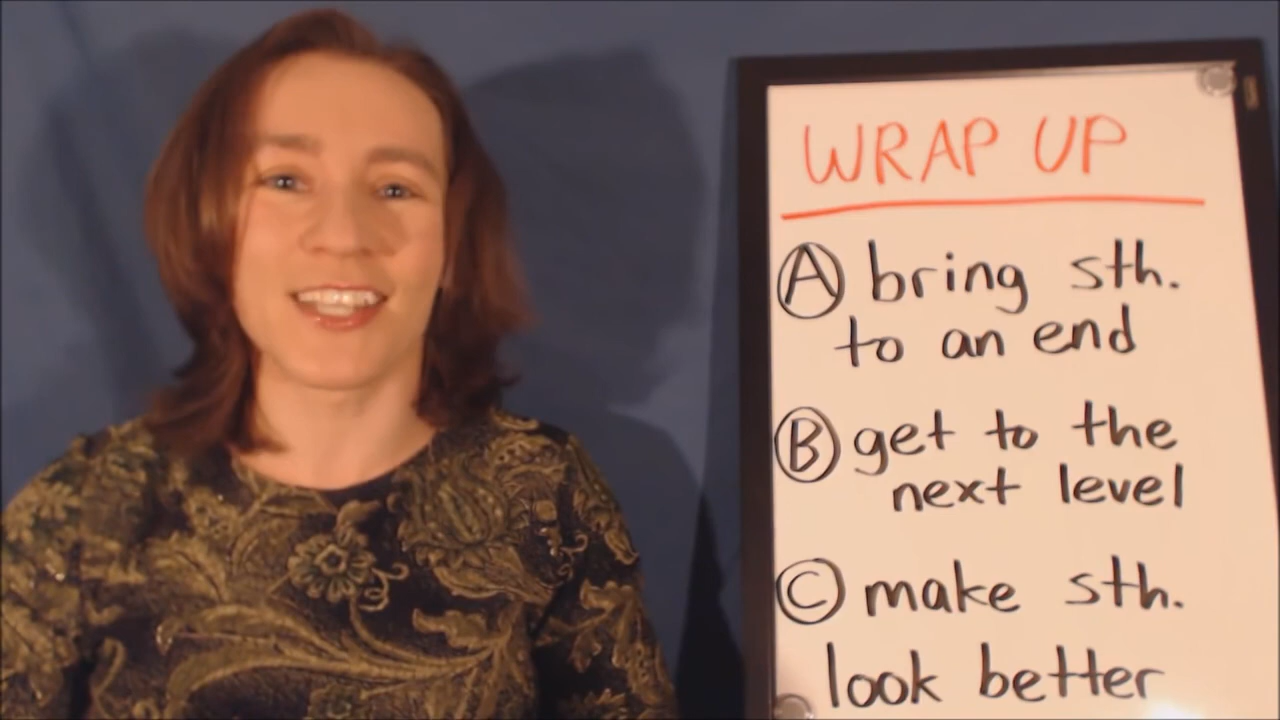 WRAP UP
A bring sth.
to an end
B get to the
next level
C make sth.
look better